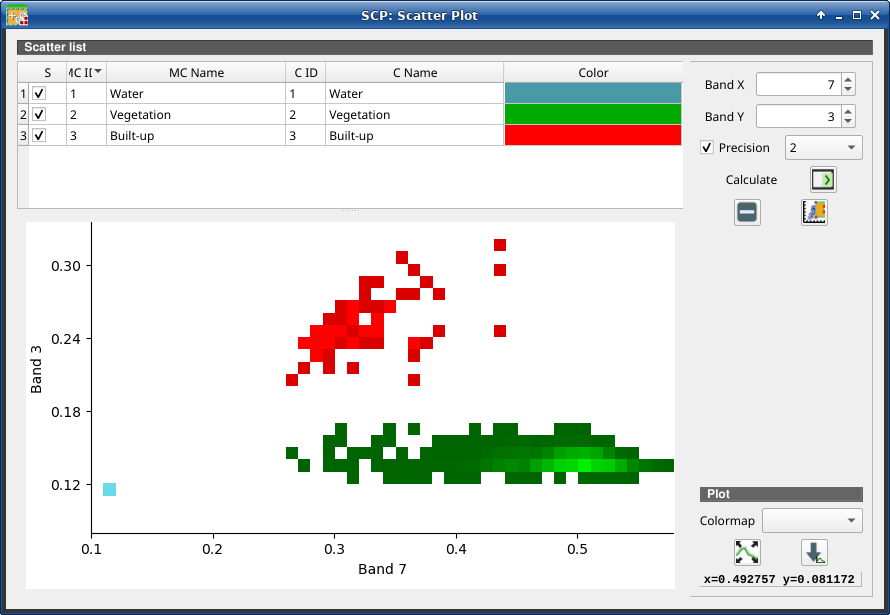 SCP: Scatter Plot
Scatter list
S MC ID MC Name C ID C Name Color
1 1 Water 1 Water
2 2 Vegetation 2 Vegetation
3 3 Built-up 3 Built-up
Band X 7
Band Y 3
Precision 2
Calculate
0.30
0.24
0.18
0.12
Band 3
0.1 0.2 0.3 0.4 0.5
Band 7
Plot
Colormap
x=0.492757 y=0.081172